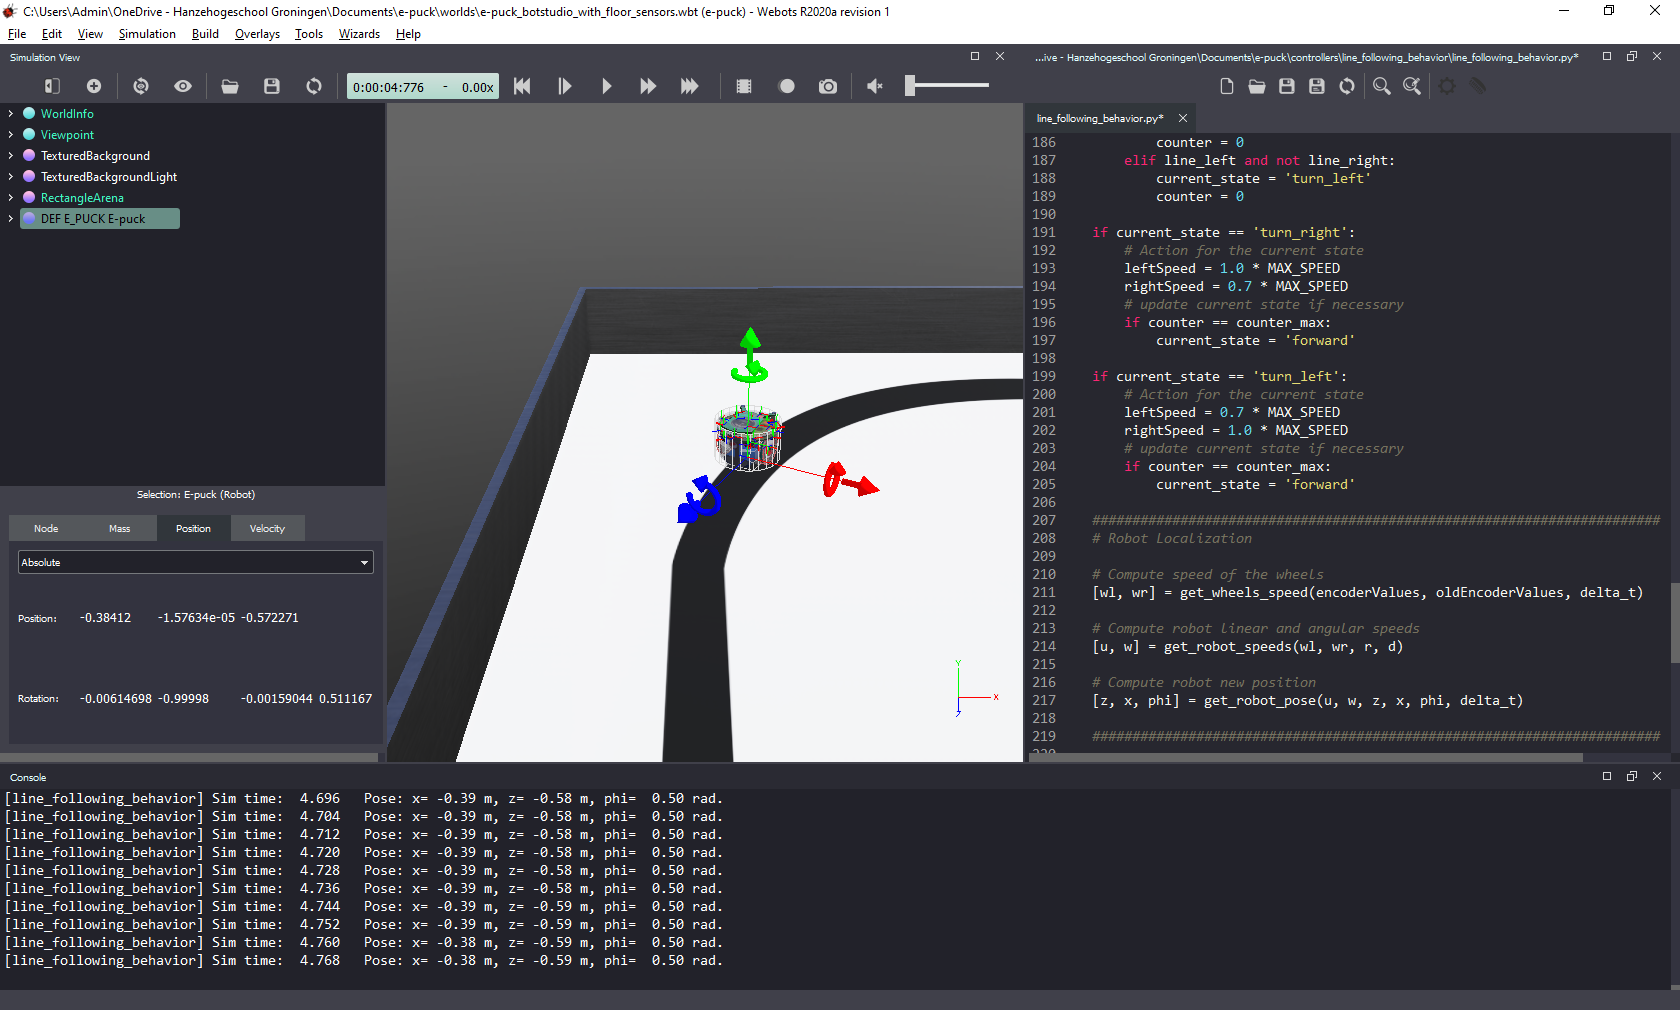 C:\Users\Admin\OneDrive - Hanzehogeschool Groningen\Documents\e-puck\worlds\e-puck_botstudio_with_floor_sensors.wbt (e-puck) - Webots R2020a revision 1
File Edit View Simulation Build Overlays Tools Wizards Help
Simulation View
0:00:04:776 - 0.00x
WorldInfo
Viewpoint
TexturedBackground
TexturedBackgroundLight
RectangleArena
DEF E_PUCK E-puck
Selection: E-puck (Robot)
Node Mass Position Velocity
Absolute
Position: -0.38412 -1.57634e-05 -0.572271
Rotation: -0.00614698 -0.99998 -0.00159044 0.511167
Y
X
Z
...ive - Hanzehogeschool Groningen\Documents\e-puck\controllers\line_following_behavior\line_following_behavior.py*
line_following_behavior.py*
186 counter = 0
187 elif line_left and not line_right:
188 current_state = 'turn_left'
189 counter = 0
190
191 if current_state == 'turn_right':
192 # Action for the current state
193 leftSpeed = 1.0 * MAX_SPEED
194 rightSpeed = 0.7 * MAX_SPEED
195 # update current state if necessary
196 if counter == counter_max:
197 current_state = 'forward'
198
199 if current_state == 'turn_left':
200 # Action for the current state
201 leftSpeed = 0.7 * MAX_SPEED
202 rightSpeed = 1.0 * MAX_SPEED
203 # update current state if necessary
204 if counter == counter_max:
205 current_state = 'forward'
206
207 #######################################################################
208 # Robot Localization
209
210 # Compute speed of the wheels
211 [wl, wr] = get_wheels_speed(encoderValues, oldEncoderValues, delta_t)
212
213 # Compute robot linear and angular speeds
214 [u, w] = get_robot_speeds(wl, wr, r, d)
215
216 # Compute robot new position
217 [z, x, phi] = get_robot_pose(u, w, z, x, phi, delta_t)
218
219 #######################################################################
220
Console
[line_following_behavior] Sim time: 4.696 Pose: x= -0.39 m, z= -0.58 m, phi= 0.50 rad.
[line_following_behavior] Sim time: 4.704 Pose: x= -0.39 m, z= -0.58 m, phi= 0.50 rad.
[line_following_behavior] Sim time: 4.712 Pose: x= -0.39 m, z= -0.58 m, phi= 0.50 rad.
[line_following_behavior] Sim time: 4.720 Pose: x= -0.39 m, z= -0.58 m, phi= 0.50 rad.
[line_following_behavior] Sim time: 4.728 Pose: x= -0.39 m, z= -0.58 m, phi= 0.50 rad.
[line_following_behavior] Sim time: 4.736 Pose: x= -0.39 m, z= -0.58 m, phi= 0.50 rad.
[line_following_behavior] Sim time: 4.744 Pose: x= -0.39 m, z= -0.59 m, phi= 0.50 rad.
[line_following_behavior] Sim time: 4.752 Pose: x= -0.39 m, z= -0.59 m, phi= 0.50 rad.
[line_following_behavior] Sim time: 4.760 Pose: x= -0.38 m, z= -0.59 m, phi= 0.50 rad.
[line_following_behavior] Sim time: 4.768 Pose: x= -0.38 m, z= -0.59 m, phi= 0.50 rad.